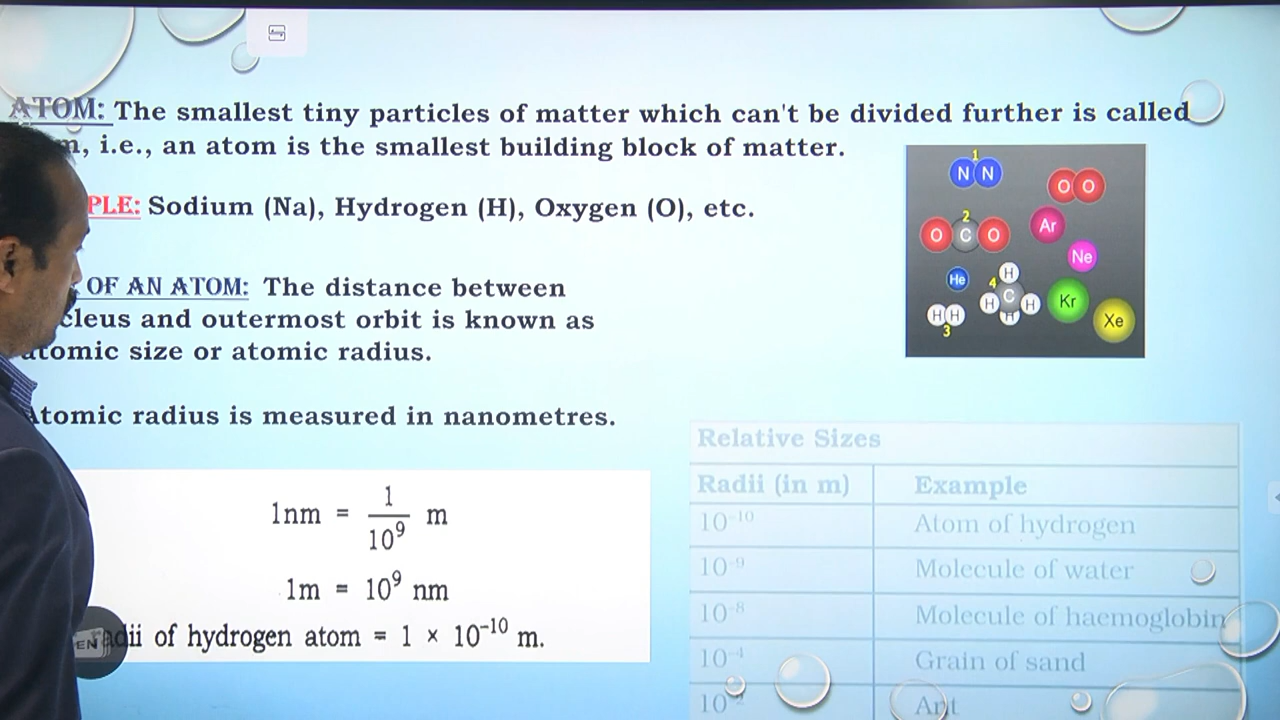 ATOM: The smallest tiny particles of matter which can't be divided further is called
i.e., an atom is the smallest building block of matter.
PLE: Sodium (Na), Hydrogen (H), Oxygen (O), etc.
OF AN ATOM: The distance between
cleus and outermost orbit is known as
atomic size or atomic radius.
Atomic radius is measured in nanometres.
1nm = 1/10⁹ m
1m = 10⁹ nm
adii of hydrogen atom = 1 × 10⁻¹⁰ m.
EN
1
N N
O O
2
O C O
Ar
Ne
He
4
H
H C H
H
Kr
H H
3
Xe
Relative Sizes
Radii (in m) Example
10⁻¹⁰ Atom of hydrogen
10⁻⁹ Molecule of water
10⁻⁸ Molecule of haemoglobin
10⁻⁴ Grain of sand
10⁻² Ant